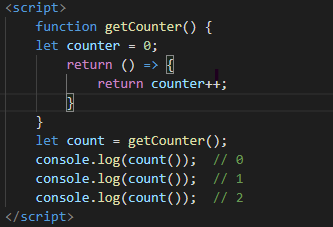 <script>
    function getCounter() {
    let counter = 0;
        return () => {
            return counter++;
        }
    }
    let count = getCounter();
    console.log(count());  // 0
    console.log(count());  // 1
    console.log(count());  // 2
</script>